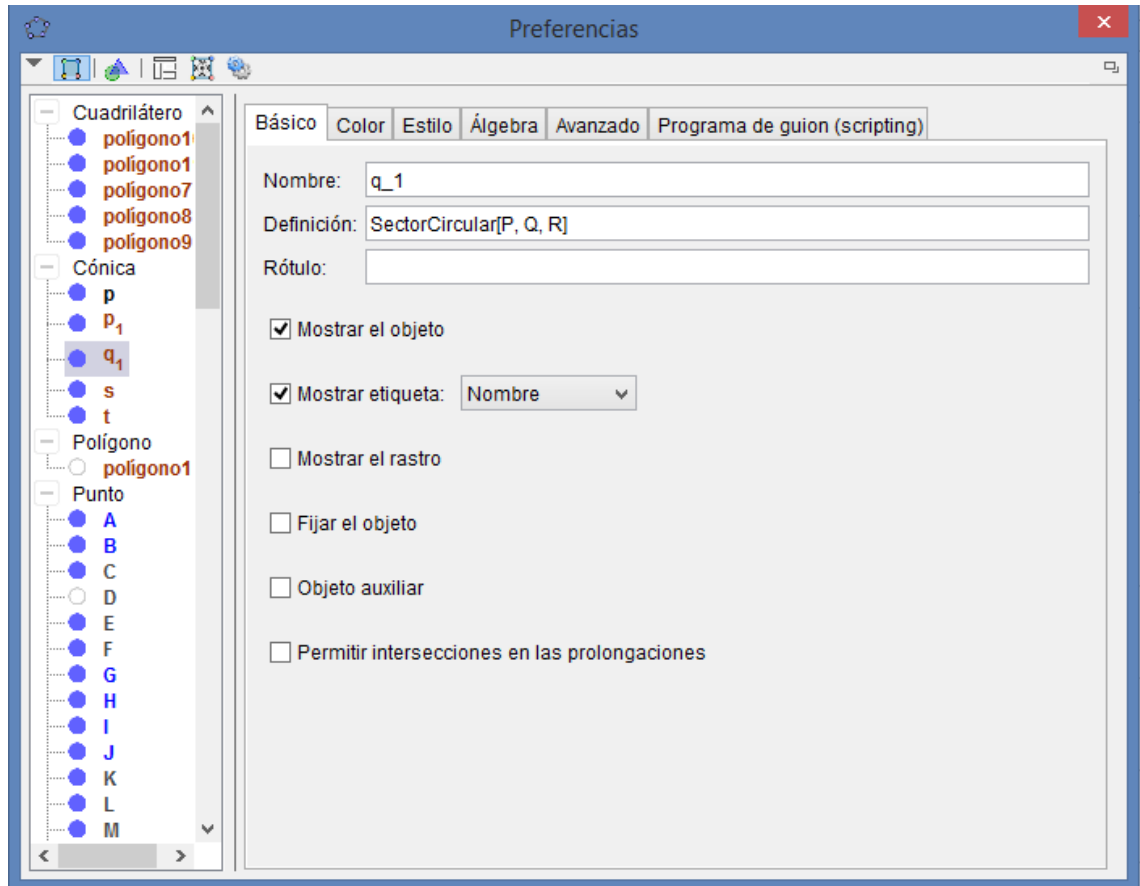 Preferencias
Cuadrilátero
polígono1
polígono1
polígono7
polígono8
polígono9
Cónica
p
p₁
q₁
s
t
Polígono
polígono1
Punto
A
B
C
D
E
F
G
H
I
J
K
L
M
Básico Color Estilo Álgebra Avanzado Programa de guion (scripting)
Nombre: q_1
Definición: SectorCircular[P, Q, R]
Rótulo:
Mostrar el objeto
Mostrar etiqueta: Nombre
Mostrar el rastro
Fijar el objeto
Objeto auxiliar
Permitir intersecciones en las prolongaciones